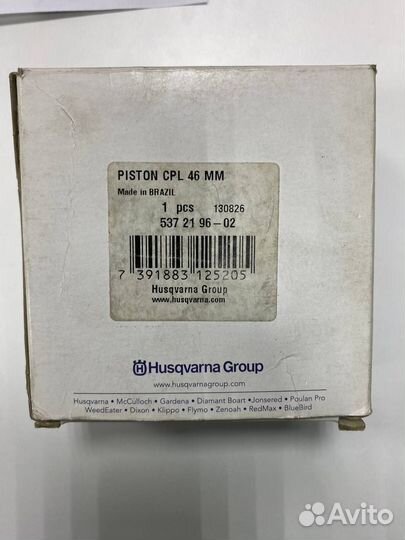 PISTON CPL 46 MM
Made in BRAZIL
1 pcs 130826
537 21 96-02
7 391883 125205
Husqvarna Group
www.husqvarna.com
Husqvarna Group
www.husqvarnagroup.com
Husqvarna • McCulloch • Gardena • Diamant Boart •Jonsered • Poulan Pro
WeedEater • Dixon • Klippo • Flymo • Zenoah • RedMax • BlueBird
Avito